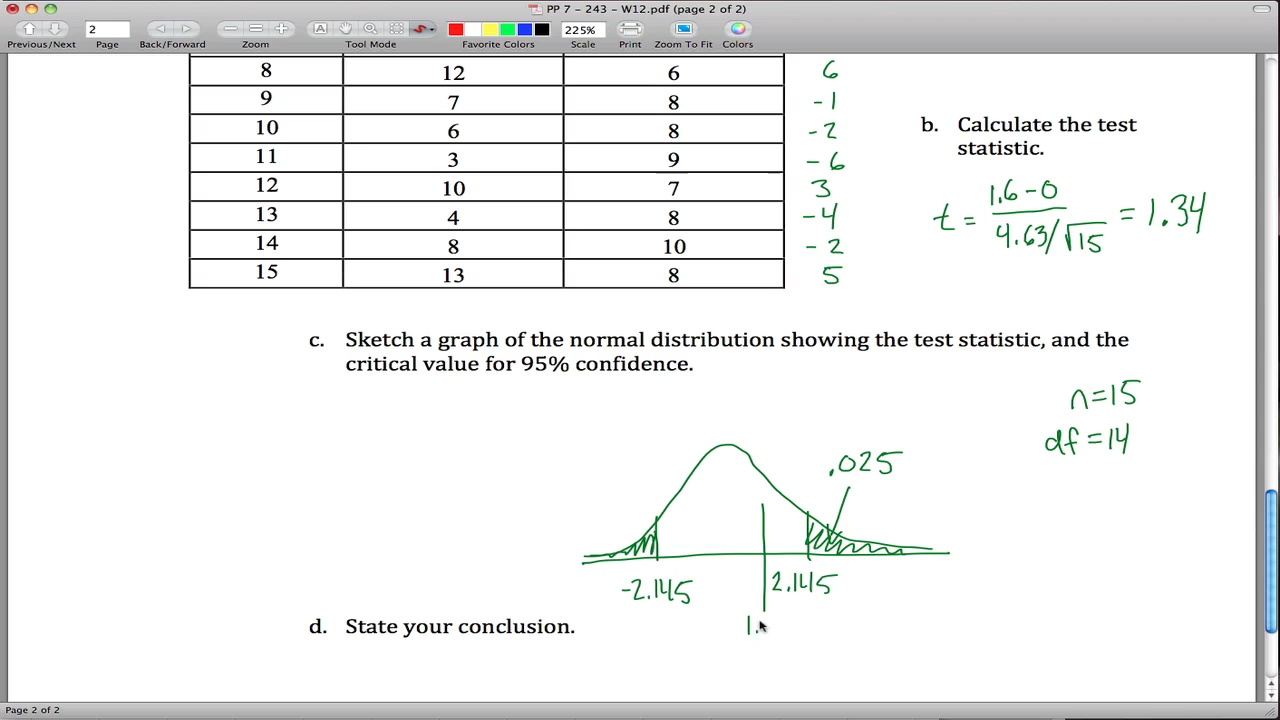 PP 7 - 243 - W12.pdf (page 2 of 2)
2 225%
Previous/Next Page Back/Forward Zoom Tool Mode Favorite Colors Scale Print Zoom To Fit Colors
8 12 6 6
9 7 8 -1
10 6 8 -2
11 3 9 -6
12 10 7 3
13 4 8 -4
14 8 10 -2
15 13 8 5
b. Calculate the test
statistic.
t = 1.6-0 / 4.63/√15 = 1.34
c. Sketch a graph of the normal distribution showing the test statistic, and the
critical value for 95% confidence.
n=15
df=14
.025
-2.145 2.145
1.
d. State your conclusion.
Page 2 of 2